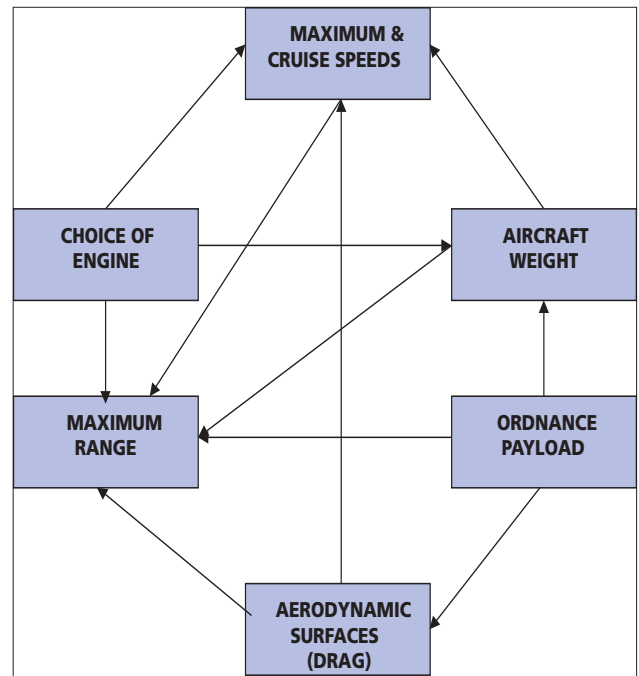 MAXIMUM &
CRUISE SPEEDS
CHOICE OF
ENGINE
AIRCRAFT
WEIGHT
MAXIMUM
RANGE
ORDNANCE
PAYLOAD
AERODYNAMIC
SURFACES
(DRAG)